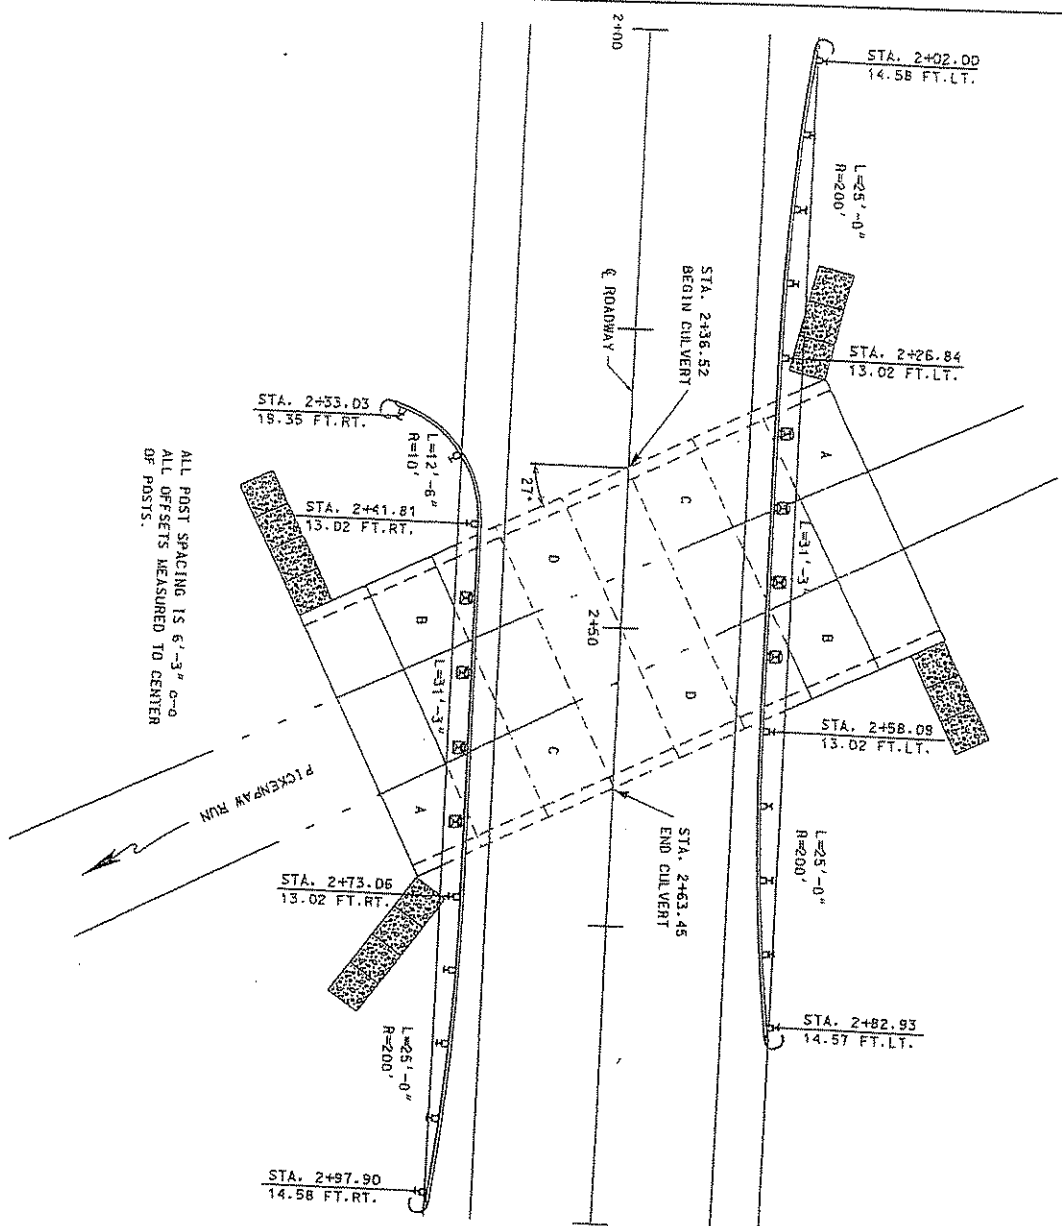 2+00
STA. 2+02.00
14.58 FT.LT.
L=25'-0"
R=200'
STA. 2+36.52
BEGIN CULVERT
℄ ROADWAY
STA. 2+26.84
13.02 FT.LT.
STA. 2+33.03
19.35 FT.RT.
L=12'-6"
R=10'
27°
A
C
L=31'-3"
STA. 2+41.81
13.02 FT.RT.
D
B
2+50
B
D
L=31'-3"
C
A
ALL POST SPACING IS 6'-3" c-c
ALL OFFSETS MEASURED TO CENTER
OF POSTS.
STA. 2+58.09
13.02 FT.LT.
PICKENPAW RUN
STA. 2+63.45
END CULVERT
L=25'-0"
R=200'
STA. 2+73.06
13.02 FT.RT.
L=25'-0"
R=200'
STA. 2+82.93
14.57 FT.LT.
STA. 2+97.90
14.58 FT.RT.